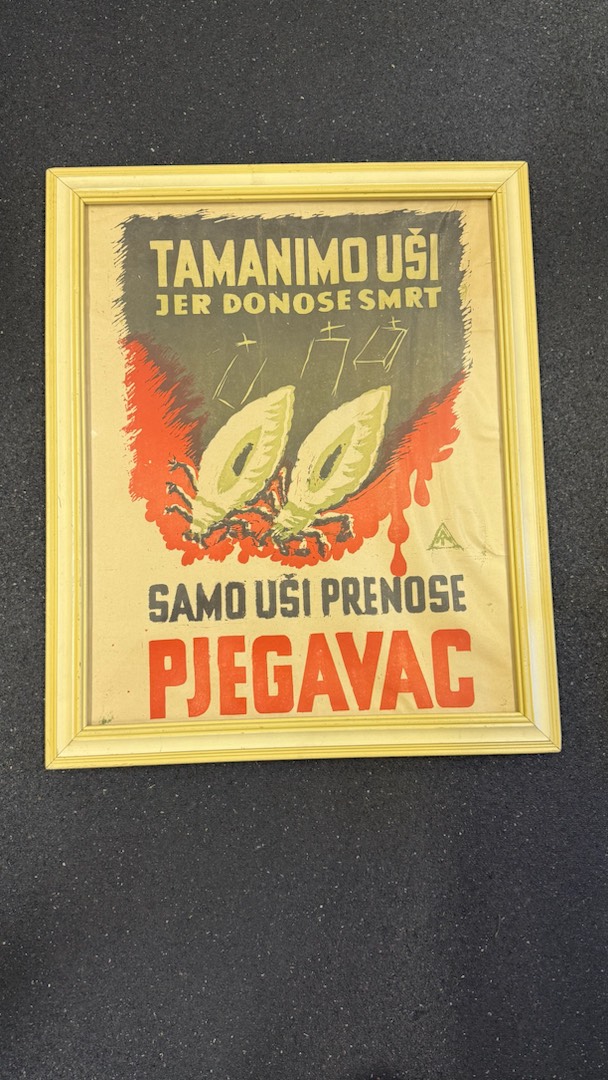 TAMANIMO UŠI
JER DONOSE SMRT
SAMO UŠI PRENOSE
PJEGAVAC